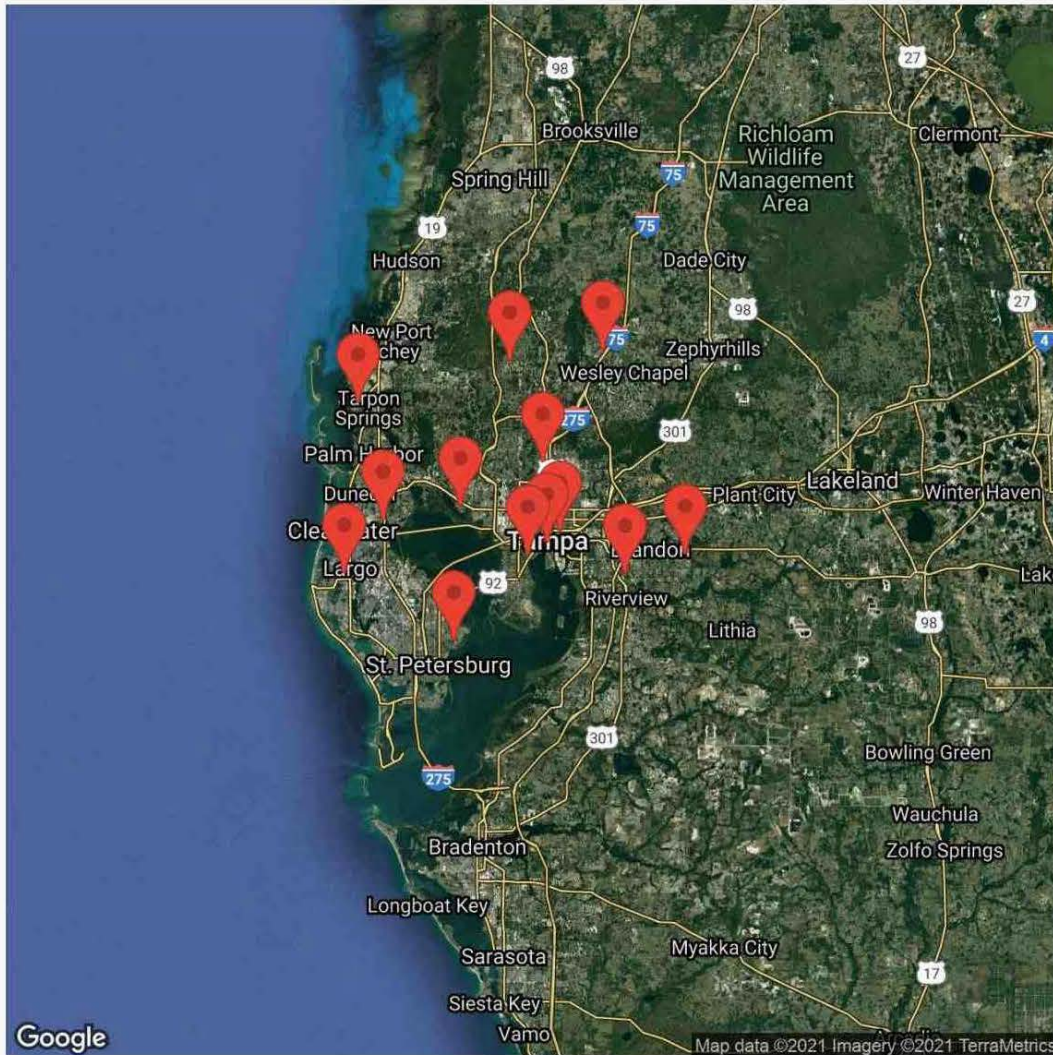 98
27
Brooksville
Clermont
Richloam
Wildlife
Management
Area
75
Spring Hill
75
19
Hudson
Dade City
27
98
New Port
75
4
Zephyrhills
Wesley Chapel
Tarpon
Springs
275
301
Palm Harbor
Lakeland
Plant City
Winter Haven
Clearwater
Tampa
Brandon
Largo
92
Riverview
98
Lithia
St. Petersburg
301
Bowling Green
275
Wauchula
Bradenton
Zolfo Springs
Longboat Key
Myakka City
Sarasota
17
Siesta Key
Vamo
Google
Map data ©2021 Imagery ©2021 TerraMetrics